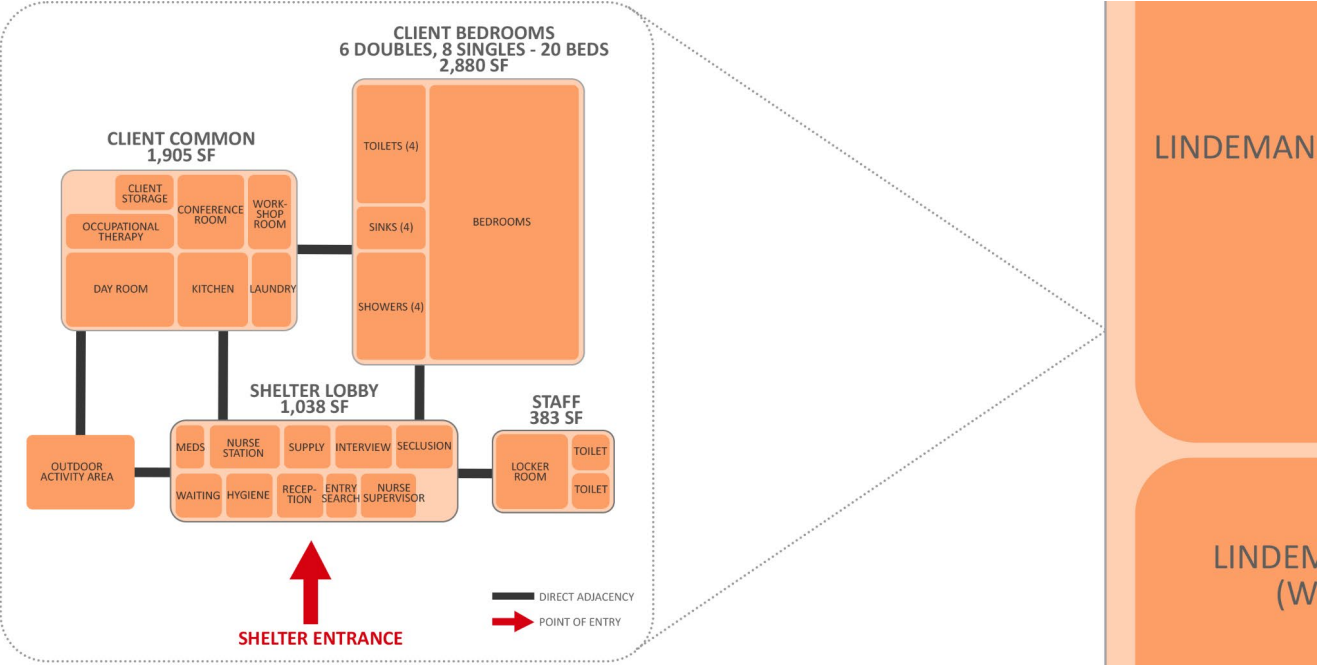 CLIENT BEDROOMS
6 DOUBLES, 8 SINGLES - 20 BEDS
2,880 SF
TOILETS (4)
SINKS (4)
SHOWERS (4)
BEDROOMS
CLIENT COMMON
1,905 SF
CLIENT
STORAGE
OCCUPATIONAL
THERAPY
CONFERENCE
ROOM
WORK-
SHOP
ROOM
DAY ROOM
KITCHEN
LAUNDRY
SHELTER LOBBY
1,038 SF
MEDS
NURSE
STATION
SUPPLY
INTERVIEW
SECLUSION
WAITING
HYGIENE
RECEP-
TION
ENTRY
SEARCH
NURSE
SUPERVISOR
STAFF
383 SF
LOCKER
ROOM
TOILET
TOILET
OUTDOOR
ACTIVITY AREA
SHELTER ENTRANCE
DIRECT ADJACENCY
POINT OF ENTRY
LINDEMAN
LINDEM
(W